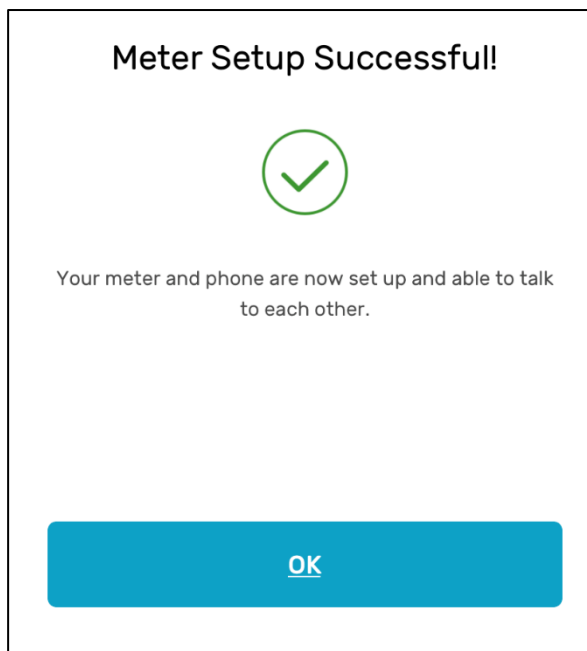 Meter Setup Successful!
Your meter and phone are now set up and able to talk
to each other.
OK